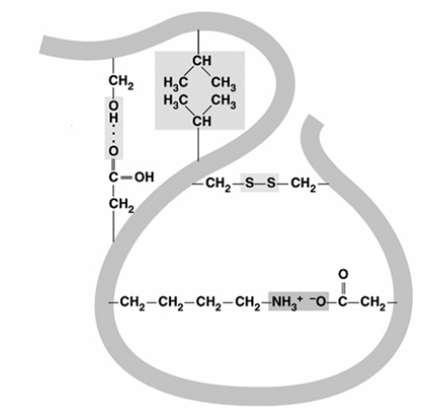 CH
CH₂
H₃C CH₃
H₃C CH₃
CH
O
H
O
C=OH
CH₂
–CH₂–S–S–CH₂–
O
–CH₂–CH₂–CH₂–CH₂–NH₃⁺ ⁻O–C–CH₂–